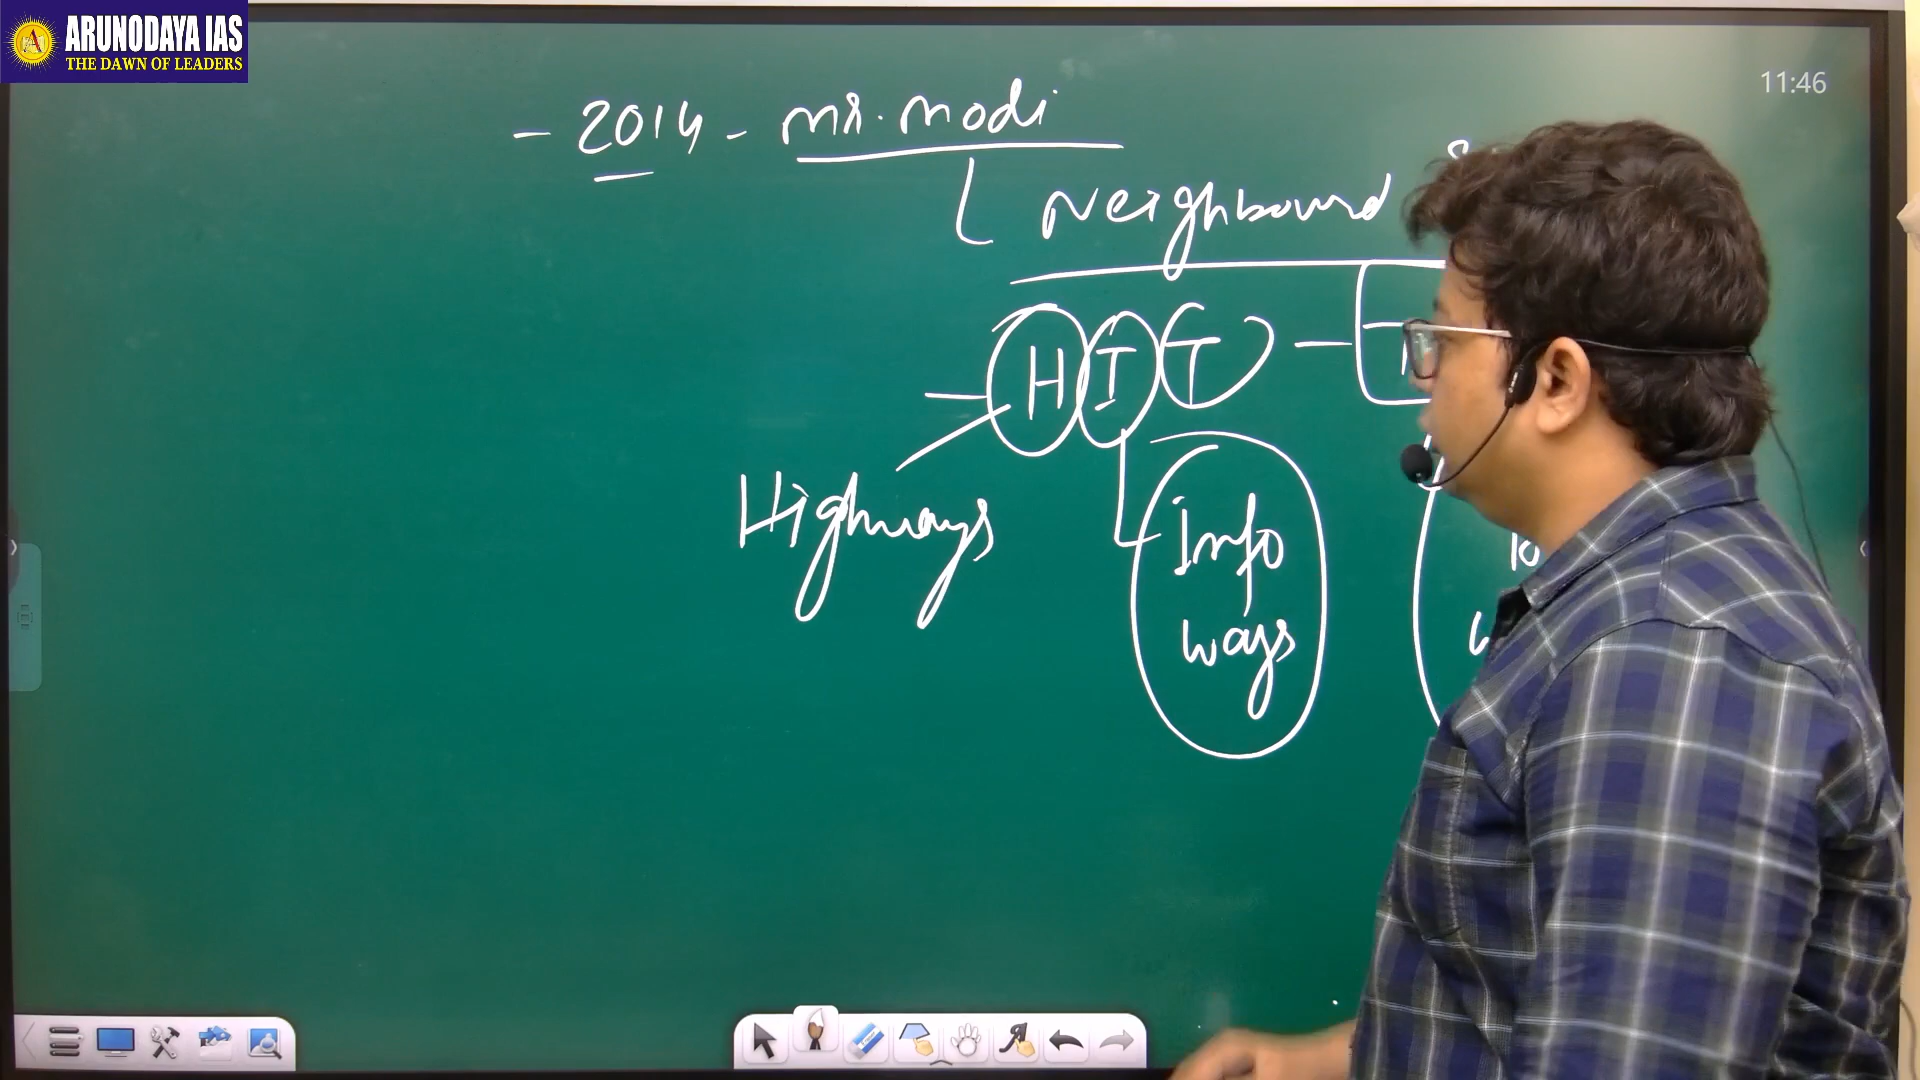 ARUNODAYA IAS
THE DAWN OF LEADERS
11:46
- 2014 - Mr. Modi
Neighbourd
HIT -
Highways
Info
ways